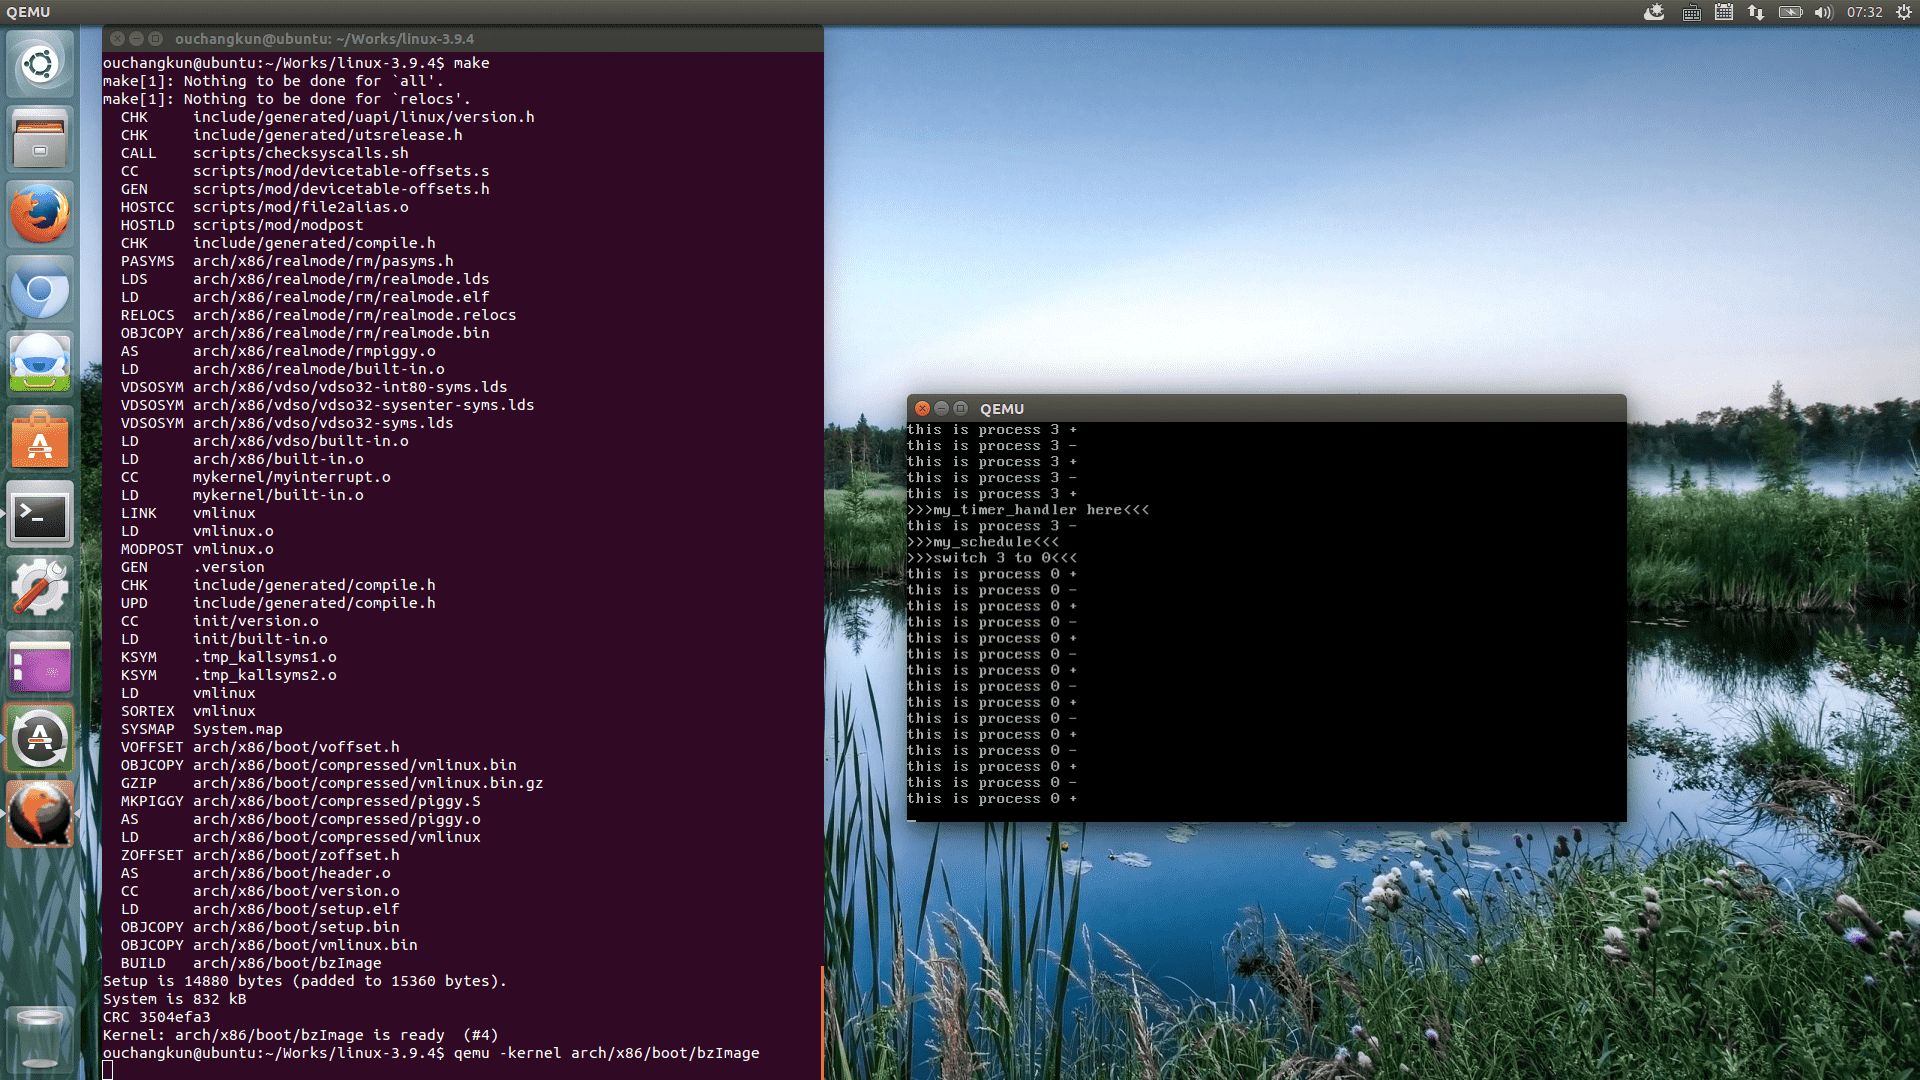 QEMU
07:32
ouchangkun@ubuntu: ~/Works/linux-3.9.4
ouchangkun@ubuntu:~/Works/linux-3.9.4$ make
make[1]: Nothing to be done for `all'.
make[1]: Nothing to be done for `relocs'.
CHK include/generated/uapi/linux/version.h
CHK include/generated/utsrelease.h
CALL scripts/checksyscalls.sh
CC scripts/mod/devicetable-offsets.s
GEN scripts/mod/devicetable-offsets.h
HOSTCC scripts/mod/file2alias.o
HOSTLD scripts/mod/modpost
CHK include/generated/compile.h
PASYMS arch/x86/realmode/rm/pasyms.h
LDS arch/x86/realmode/rm/realmode.lds
LD arch/x86/realmode/rm/realmode.elf
RELOCS arch/x86/realmode/rm/realmode.relocs
OBJCOPY arch/x86/realmode/rm/realmode.bin
AS arch/x86/realmode/rmpiggy.o
LD arch/x86/realmode/built-in.o
VDSOSYM arch/x86/vdso/vdso32-int80-syms.lds
VDSOSYM arch/x86/vdso/vdso32-sysenter-syms.lds
VDSOSYM arch/x86/vdso/vdso32-syms.lds
LD arch/x86/vdso/built-in.o
LD arch/x86/built-in.o
CC mykernel/myinterrupt.o
LD mykernel/built-in.o
LINK vmlinux
LD vmlinux.o
MODPOST vmlinux.o
GEN .version
CHK include/generated/compile.h
UPD include/generated/compile.h
CC init/version.o
LD init/built-in.o
KSYM .tmp_kallsyms1.o
KSYM .tmp_kallsyms2.o
LD vmlinux
SORTEX vmlinux
SYSMAP System.map
VOFFSET arch/x86/boot/voffset.h
OBJCOPY arch/x86/boot/compressed/vmlinux.bin
GZIP arch/x86/boot/compressed/vmlinux.bin.gz
MKPIGGY arch/x86/boot/compressed/piggy.S
AS arch/x86/boot/compressed/piggy.o
LD arch/x86/boot/compressed/vmlinux
ZOFFSET arch/x86/boot/zoffset.h
AS arch/x86/boot/header.o
CC arch/x86/boot/version.o
LD arch/x86/boot/setup.elf
OBJCOPY arch/x86/boot/setup.bin
OBJCOPY arch/x86/boot/vmlinux.bin
BUILD arch/x86/boot/bzImage
Setup is 14880 bytes (padded to 15360 bytes).
System is 832 kB
CRC 3504efa3
Kernel: arch/x86/boot/bzImage is ready (#4)
ouchangkun@ubuntu:~/Works/linux-3.9.4$ qemu -kernel arch/x86/boot/bzImage
QEMU
this is process 3 +
this is process 3 -
this is process 3 +
this is process 3 -
this is process 3 +
>>>my_timer_handler here<<<
this is process 3 -
>>>my_schedule<<<
>>>switch 3 to 0<<<
this is process 0 +
this is process 0 -
this is process 0 +
this is process 0 -
this is process 0 +
this is process 0 -
this is process 0 +
this is process 0 -
this is process 0 +
this is process 0 -
this is process 0 +
this is process 0 -
this is process 0 +
this is process 0 -
this is process 0 +